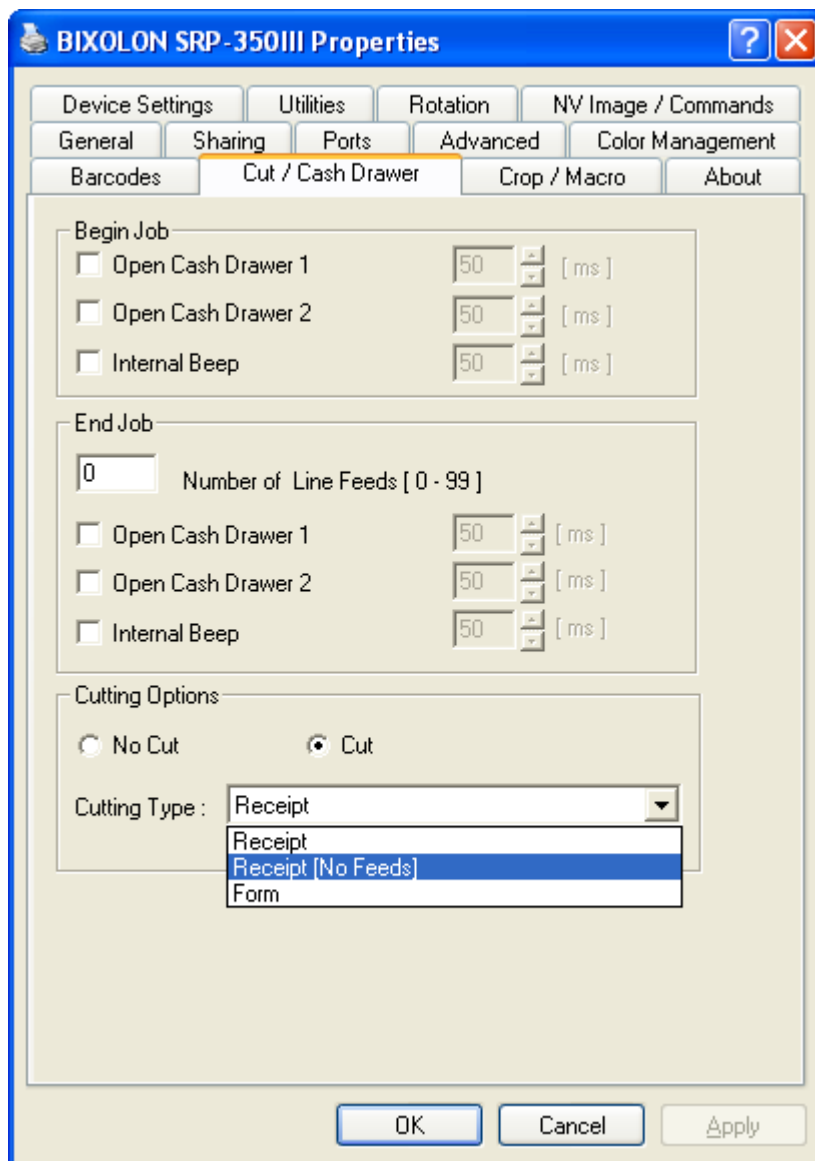 BIXOLON SRP-350III Properties
Device Settings Utilities Rotation NV Image / Commands
General Sharing Ports Advanced Color Management
Barcodes Cut / Cash Drawer Crop / Macro About
Begin Job
Open Cash Drawer 1 50 [ ms ]
Open Cash Drawer 2 50 [ ms ]
Internal Beep 50 [ ms ]
End Job
0 Number of Line Feeds [ 0 - 99 ]
Open Cash Drawer 1 50 [ ms ]
Open Cash Drawer 2 50 [ ms ]
Internal Beep 50 [ ms ]
Cutting Options
No Cut Cut
Cutting Type : Receipt
Receipt
Receipt [No Feeds]
Form
OK Cancel Apply